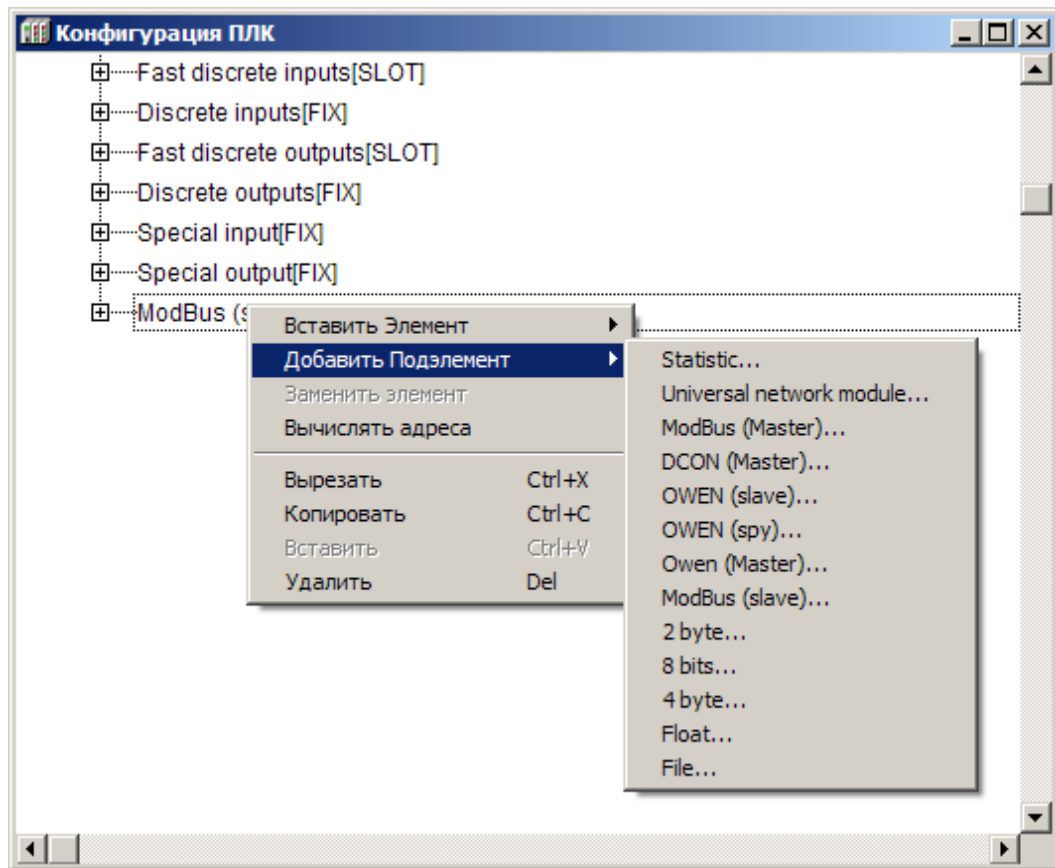 Конфигурация ПЛК
Fast discrete inputs[SLOT]
Discrete inputs[FIX]
Fast discrete outputs[SLOT]
Discrete outputs[FIX]
Special input[FIX]
Special output[FIX]
ModBus (s
Вставить Элемент
Добавить Подэлемент
Заменить элемент
Вычислять адреса
Вырезать Ctrl+X
Копировать Ctrl+C
Вставить Ctrl+V
Удалить Del
Statistic...
Universal network module...
ModBus (Master)...
DCON (Master)...
OWEN (slave)...
OWEN (spy)...
Owen (Master)...
ModBus (slave)...
2 byte...
8 bits...
4 byte...
Float...
File...